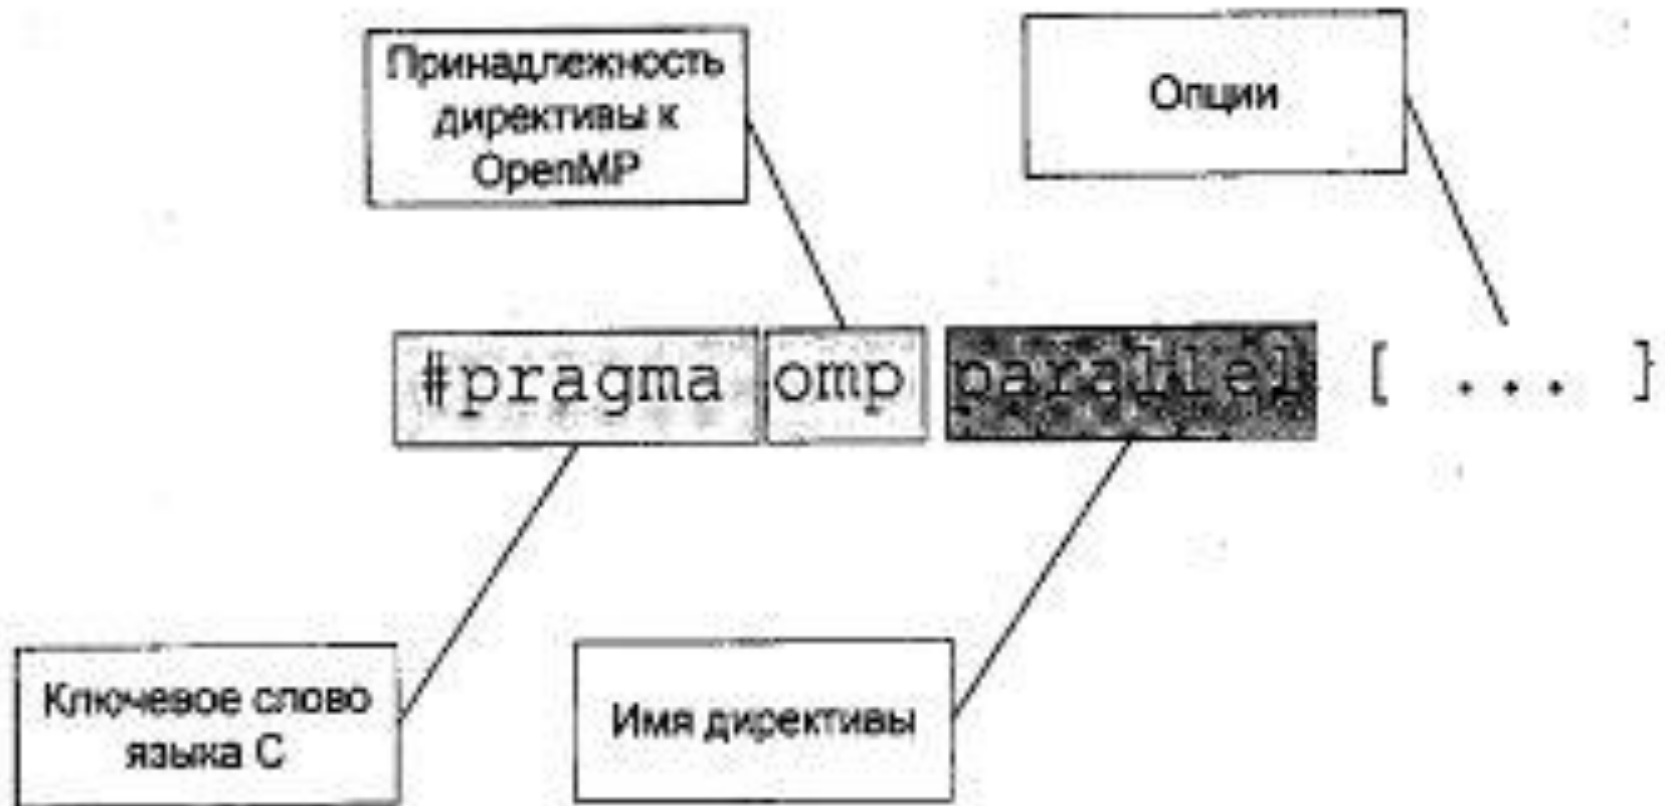 Принадлежность
директивы к
OpenMP
Опции
#pragma omp parallel [ ... }
Ключевое слово
языка С
Имя директивы